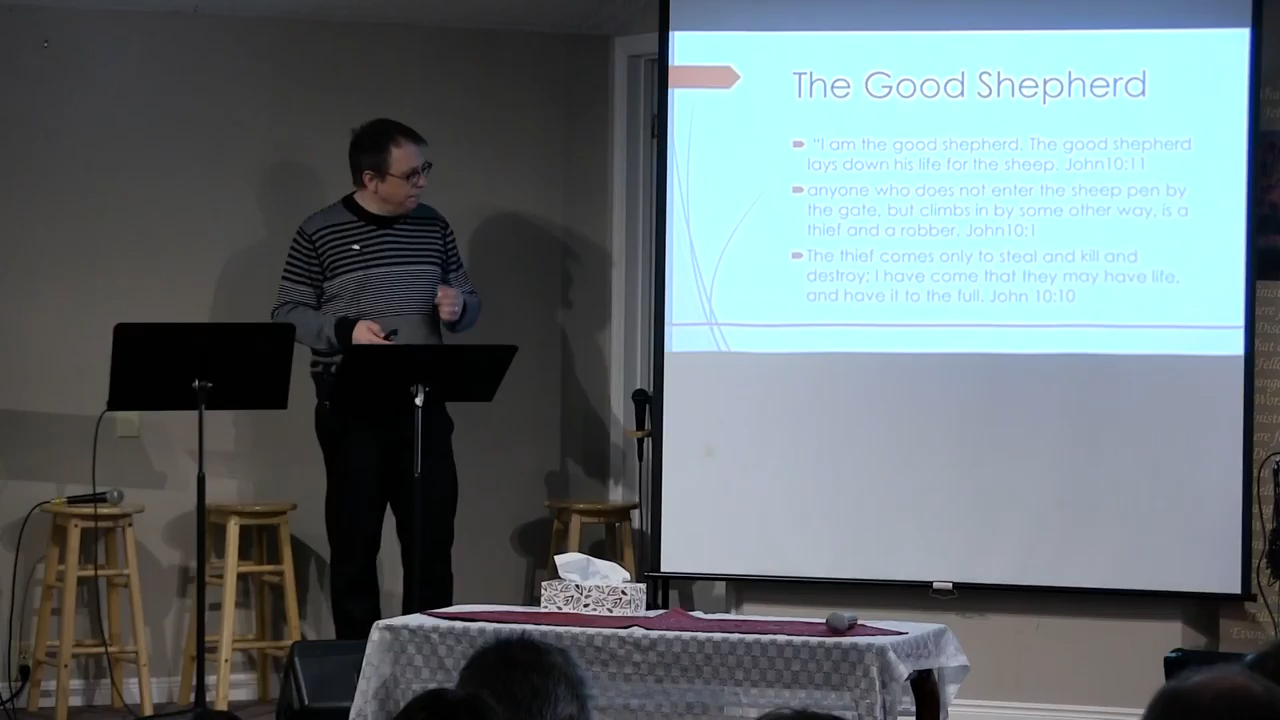 The Good Shepherd
"I am the good shepherd. The good shepherd
lays down his life for the sheep. John10:11
anyone who does not enter the sheep pen by
the gate, but climbs in by some other way, is a
thief and a robber. John10:1
The thief comes only to steal and kill and
destroy; I have come that they may have life,
and have it to the full. John 10:10